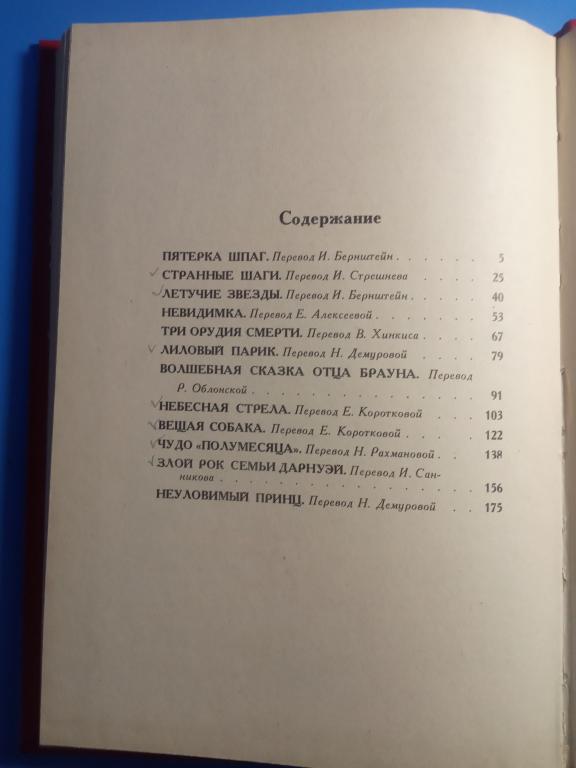 Содержание
ПЯТЕРКА ШПАГ. Перевод И. Бернштейн . . . . . . 5
СТРАННЫЕ ШАГИ. Перевод И. Стрешнева . . . . 25
ЛЕТУЧИЕ ЗВЕЗДЫ. Перевод И. Бернштейн . . . . . 40
НЕВИДИМКА. Перевод Е. Алексеевой . . . . . . . 53
ТРИ ОРУДИЯ СМЕРТИ. Перевод В. Хинкиса . . . . 67
ЛИЛОВЫЙ ПАРИК. Перевод Н. Демуровой . . . . . 79
ВОЛШЕБНАЯ СКАЗКА ОТЦА БРАУНА. Перевод
Р. Облонской . . . . . . . . . . . . . . . 91
НЕБЕСНАЯ СТРЕЛА. Перевод Е. Коротковой . . . . 103
ВЕЩАЯ СОБАКА. Перевод Е. Коротковой . . . . . 122
ЧУДО «ПОЛУМЕСЯЦА». Перевод Н. Рахмановой . . 138
ЗЛОЙ РОК СЕМЬИ ДАРНУЭЙ. Перевод И. Сан-
никова . . . . . . . . . . . . . . . . . . 156
НЕУЛОВИМЫЙ ПРИНЦ. Перевод Н. Демуровой . . 175